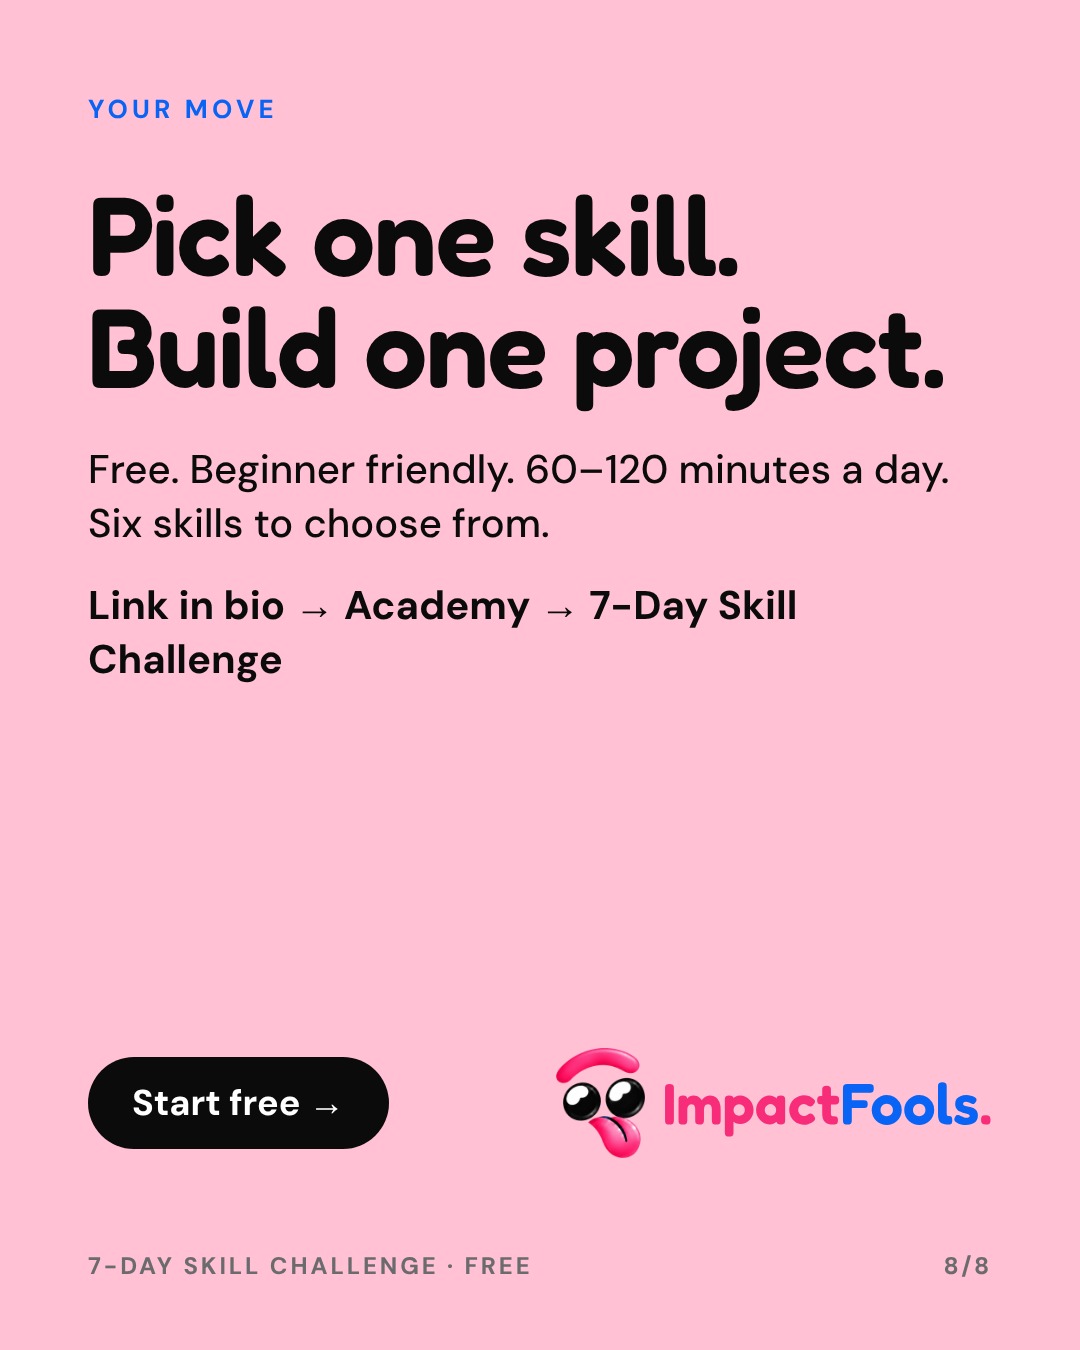 YOUR MOVE
Pick one skill.
Build one project.
Free. Beginner friendly. 60–120 minutes a day.
Six skills to choose from.
Link in bio → Academy → 7-Day Skill
Challenge
Start free →
ImpactFools.
7-DAY SKILL CHALLENGE · FREE
8/8